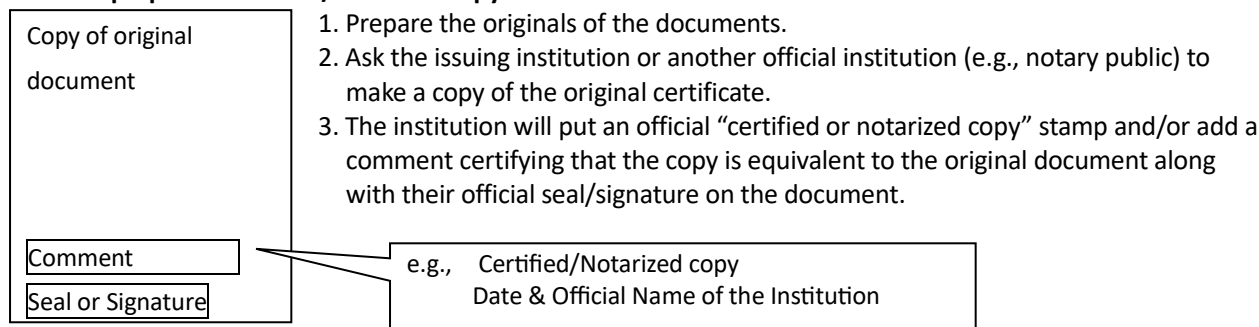 Copy of original
document
Comment
Seal or Signature
1. Prepare the originals of the documents.
2. Ask the issuing institution or another official institution (e.g., notary public) to
make a copy of the original certificate.
3. The institution will put an official “certified or notarized copy” stamp and/or add a
comment certifying that the copy is equivalent to the original document along
with their official seal/signature on the document.
e.g., Certified/Notarized copy
Date & Official Name of the Institution